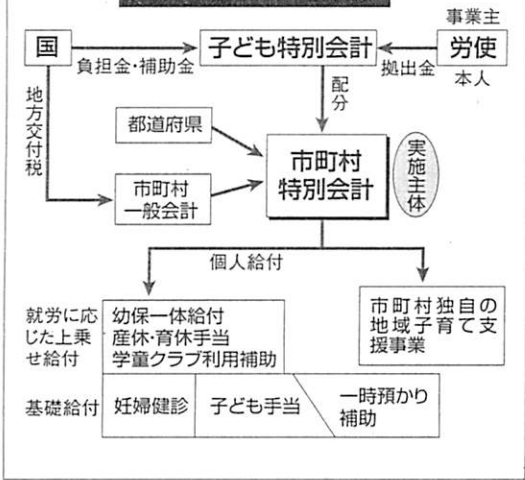 事業主
国
子ども特別会計
労使
負担金・補助金
拠出金
本人
地方交付税
配分
都道府県
市町村
特別会計
実施主体
市町村
一般会計
個人給付
就労に応
じた上乗
せ給付
幼保一体給付
産休・育休手当
学童クラブ利用補助
市町村独自の
地域子育て支
援事業
基礎給付
妊婦健診
子ども手当
一時預かり
補助